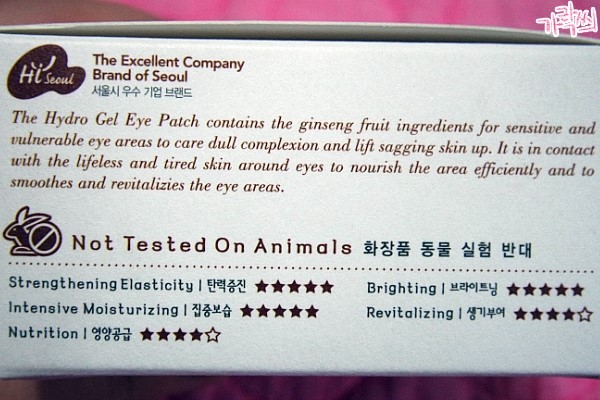 가락씨
Hi Seoul
The Excellent Company
Brand of Seoul
서울시 우수 기업 브랜드
The Hydro Gel Eye Patch contains the ginseng fruit ingredients for sensitive and
vulnerable eye areas to care dull complexion and lift sagging skin up. It is in contact
with the lifeless and tired skin around eyes to nourish the area efficiently and to
smoothes and revitalizies the eye areas.
Not Tested On Animals 화장품 동물 실험 반대
Strengthening Elasticity | 탄력증진 ★★★★★
Brighting | 브라이트닝 ★★★★★
Intensive Moisturizing | 집중보습 ★★★★★
Revitalizing | 생기부여 ★★★★☆
Nutrition | 영양공급 ★★★★☆